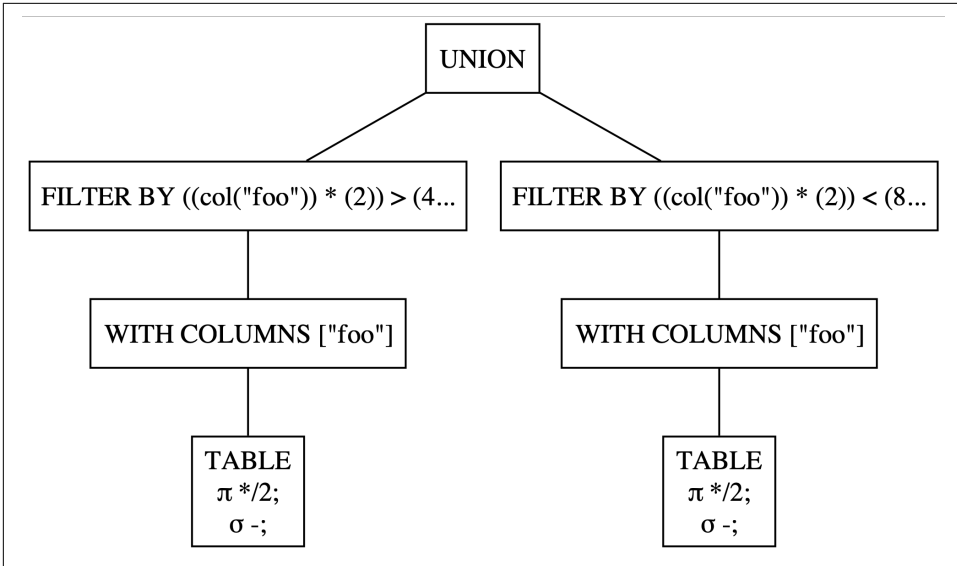 UNION
FILTER BY ((col("foo")) * (2)) > (4...
FILTER BY ((col("foo")) * (2)) < (8...
WITH COLUMNS ["foo"]
WITH COLUMNS ["foo"]
TABLE
π */2;
σ -;
TABLE
π */2;
σ -;